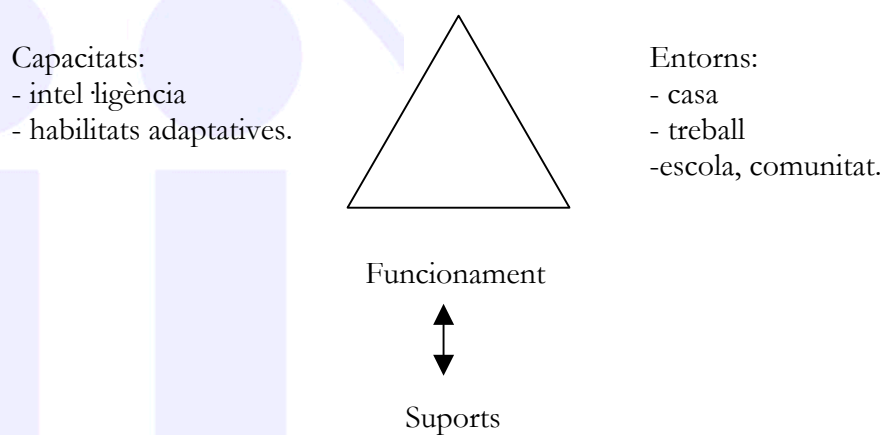 Capacitats:
- intel·ligència
- habilitats adaptatives.
Entorns:
- casa
- treball
-escola, comunitat.
Funcionament
Suports